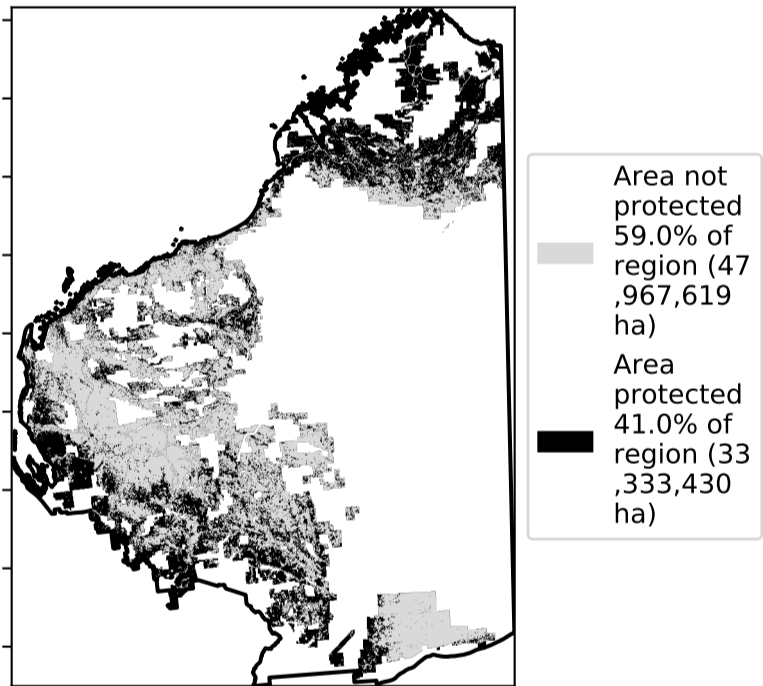 Area not
protected
59.0% of
region (47
,967,619
ha)
Area
protected
41.0% of
region (33
,333,430
ha)